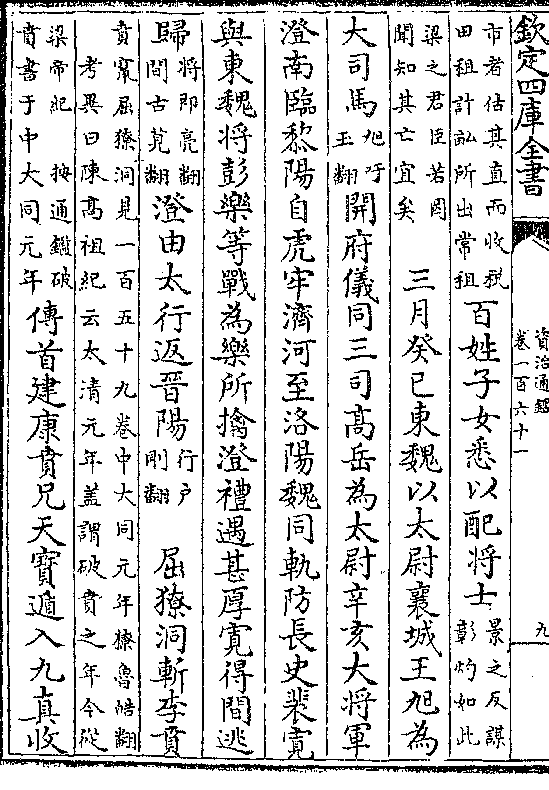 欽定四庫全書
資治通鑑
卷一百六十一
九
市者估其直而收稅
田租計畝所出常租
百姓子女悉以配將士
景之反謀
彰灼如此
梁之君臣若罔
聞知其亡宜矣
三月癸巳東魏以太尉襄城王旭為
大司馬
旭吁
玉翻
開府儀同三司高岳為太尉辛亥大將軍
澄南臨黎陽自虎牢濟河至洛陽魏同軌防長史裴寛
與東魏將彭樂等戰為樂所擒澄禮遇甚厚寛得間逃
歸
將即亮翻
間古莧翻
澄由太行返晉陽
行户
剛翻
屈獠洞斬李賁
賁竄屈獠洞見一百五十九卷中大同元年獠魯皓翻
考異曰陳高祖紀云太清元年蓋謂破賁之年今從
梁帝紀 按通鑑破
賁書于中大同元年
傳首建康賁兄天寶遁入九真收